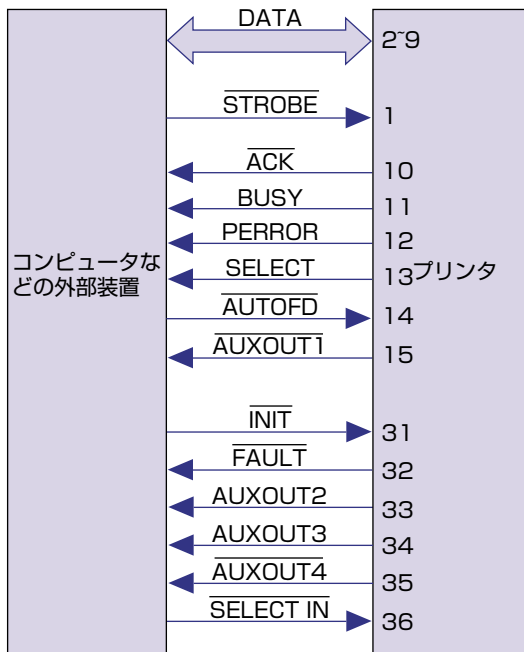 DATA
2~9
STROBE
1
ACK
10
BUSY
11
PERROR
12
コンピュータな
どの外部装置
SELECT
13プリンタ
AUTOFD
14
AUXOUT1
15
INIT
31
FAULT
32
AUXOUT2
33
AUXOUT3
34
AUXOUT4
35
SELECT IN
36